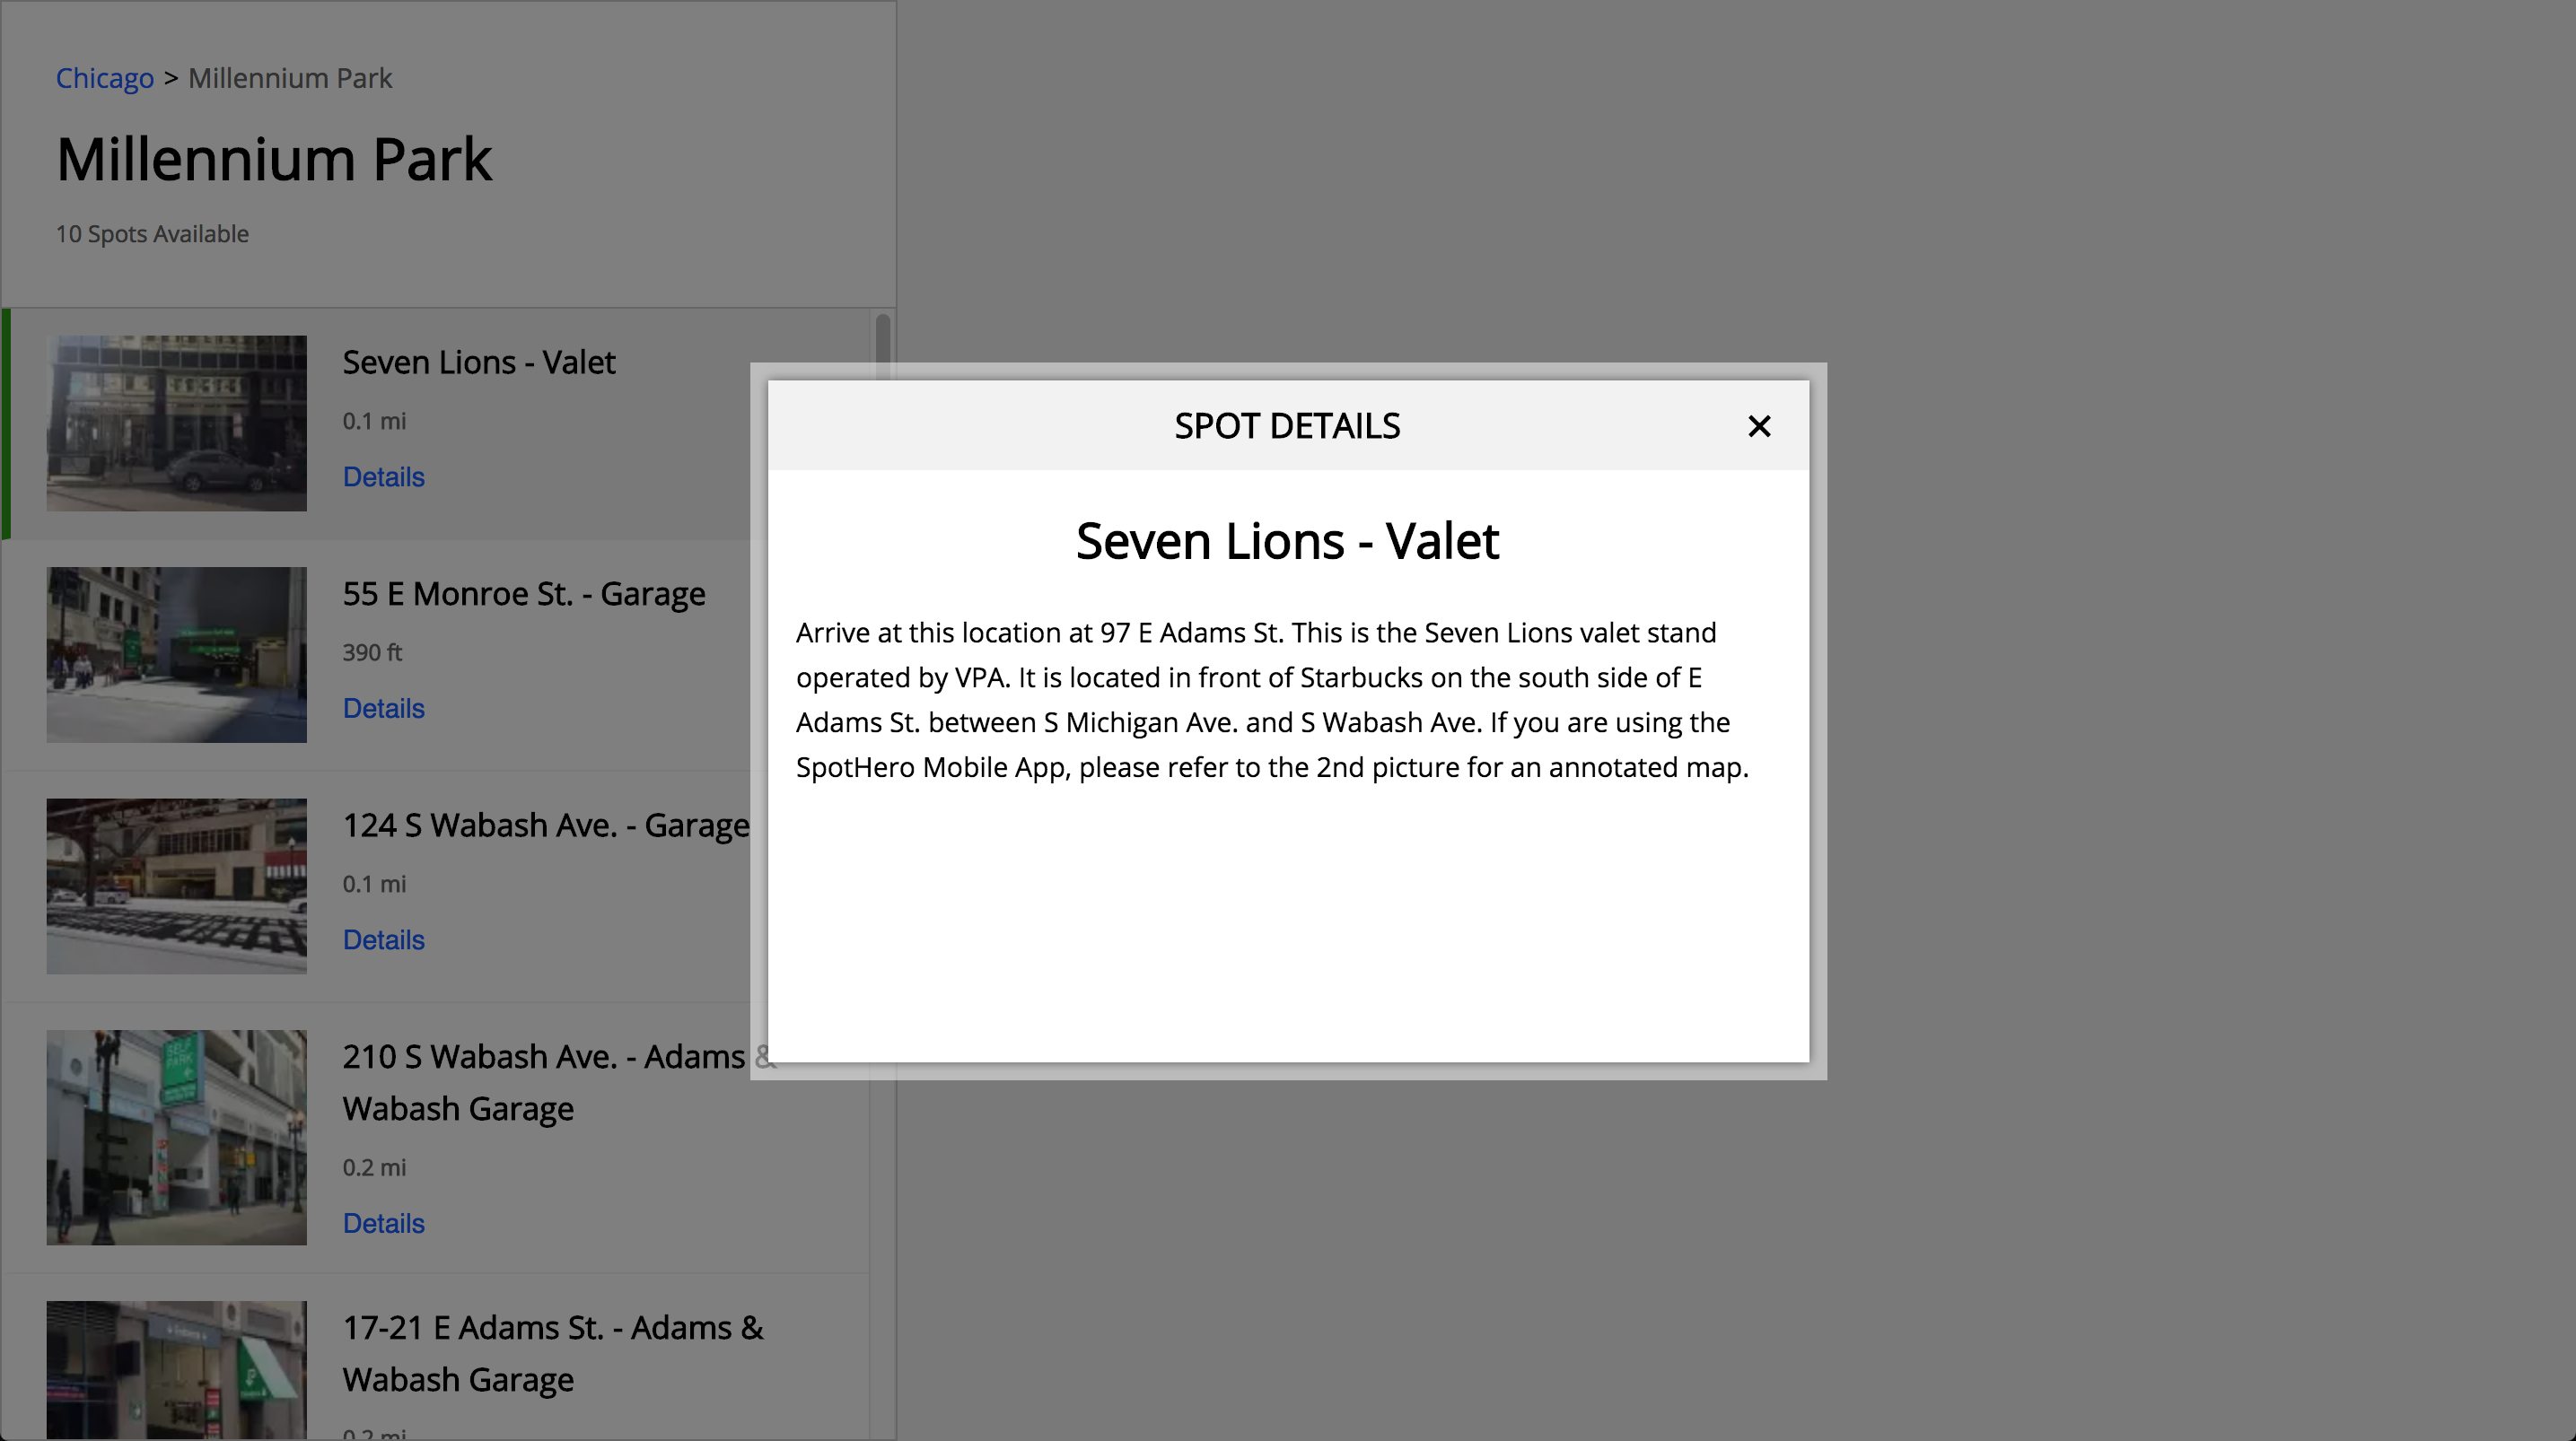 Chicago > Millennium Park
Millennium Park
10 Spots Available
Seven Lions - Valet
0.1 mi
Details
55 E Monroe St. - Garage
390 ft
Details
124 S Wabash Ave. - Garage
0.1 mi
Details
210 S Wabash Ave. - Adams &
Wabash Garage
0.2 mi
Details
SELF
PARK
17-21 E Adams St. - Adams &
Wabash Garage
0.2 mi
SPOT DETAILS
Seven Lions - Valet
Arrive at this location at 97 E Adams St. This is the Seven Lions valet stand
operated by VPA. It is located in front of Starbucks on the south side of E
Adams St. between S Michigan Ave. and S Wabash Ave. If you are using the
SpotHero Mobile App, please refer to the 2nd picture for an annotated map.